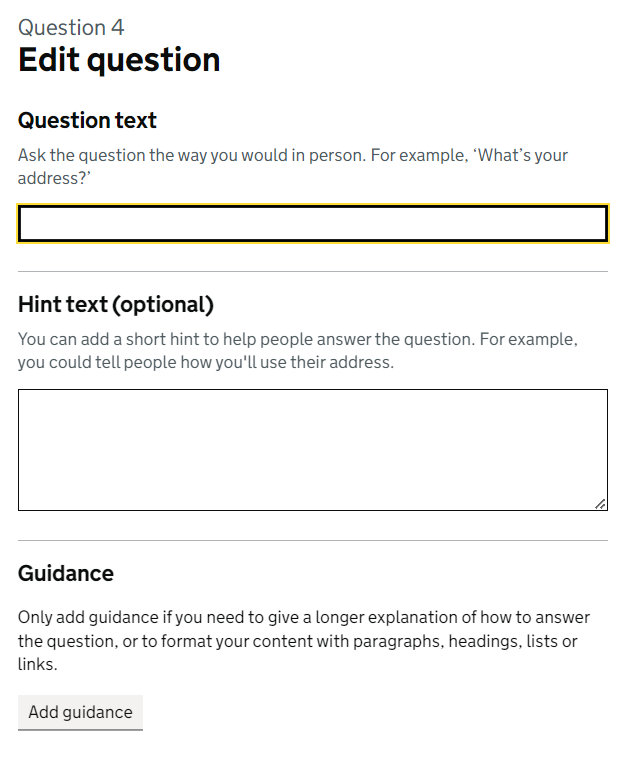 Question 4
Edit question
Question text
Ask the question the way you would in person. For example, ‘What’s your
address?’
Hint text (optional)
You can add a short hint to help people answer the question. For example,
you could tell people how you'll use their address.
Guidance
Only add guidance if you need to give a longer explanation of how to answer
the question, or to format your content with paragraphs, headings, lists or
links.
Add guidance